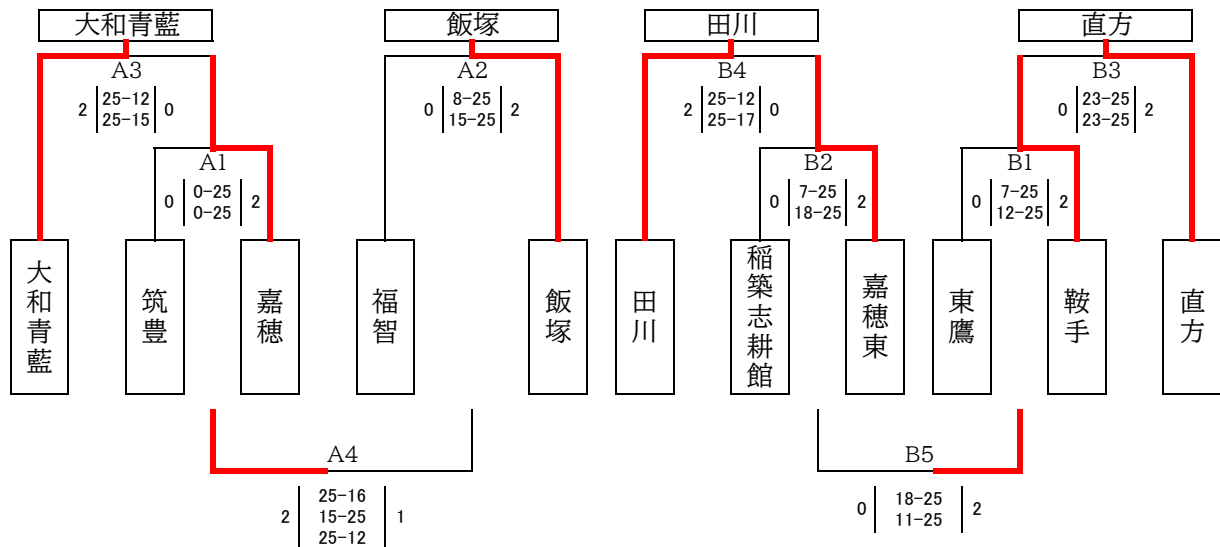 大和青藍
飯塚
田川
直方
A3
A2
B4
B3
2 25-12 0
25-15
0 8-25 2
15-25
2 25-12 0
25-17
0 23-25 2
23-25
A1
B2
B1
0 0-25 2
0-25
0 7-25 2
18-25
0 7-25 2
12-25
大和青藍
筑豊
嘉穂
福智
飯塚
田川
稲築志耕館
嘉穂東
東鷹
鞍手
直方
A4
B5
2 25-16 1
15-25
25-12
0 18-25 2
11-25